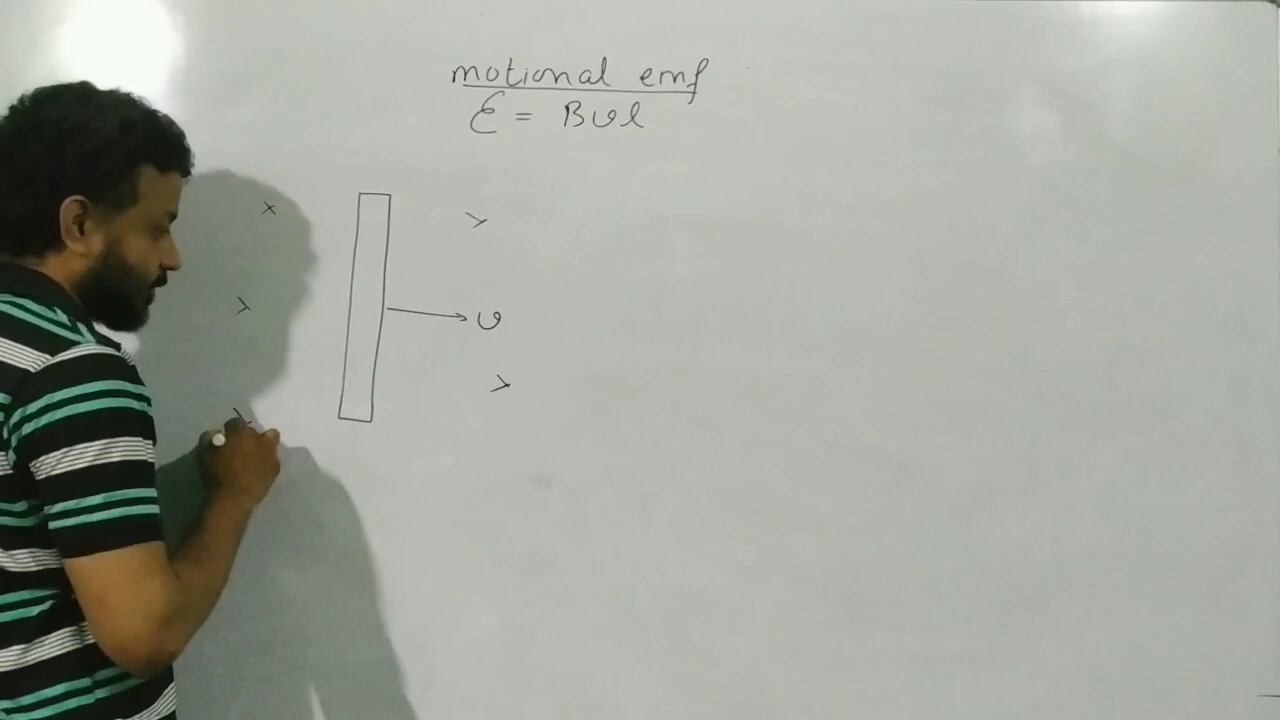 motional emf
Ɛ = Bvl
v